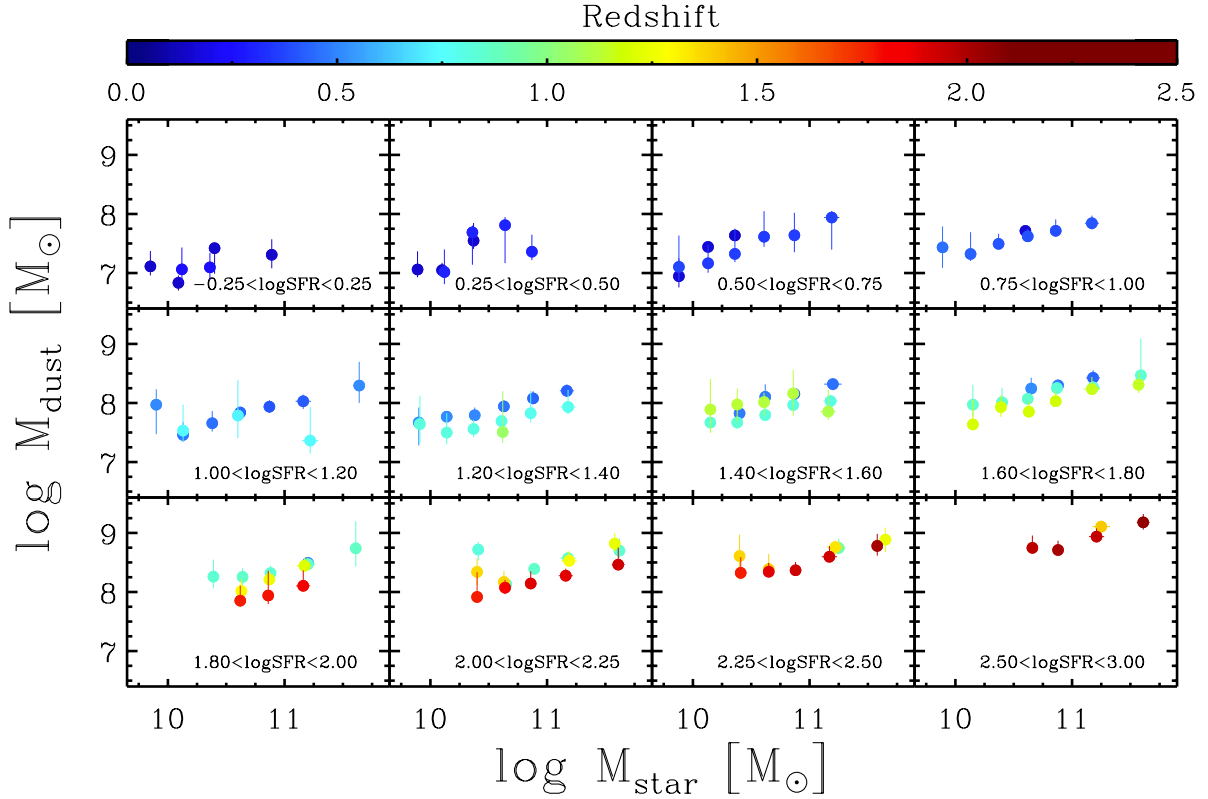 Redshift
0.0 0.5 1.0 1.5 2.0 2.5
9
8
7
−0.25<logSFR<0.25
0.25<logSFR<0.50
0.50<logSFR<0.75
0.75<logSFR<1.00
9
8
7
1.00<logSFR<1.20
1.20<logSFR<1.40
1.40<logSFR<1.60
1.60<logSFR<1.80
9
8
7
1.80<logSFR<2.00
2.00<logSFR<2.25
2.25<logSFR<2.50
2.50<logSFR<3.00
10 11 10 11 10 11 10 11
log M_dust [M_⊙]
log M_star [M_⊙]